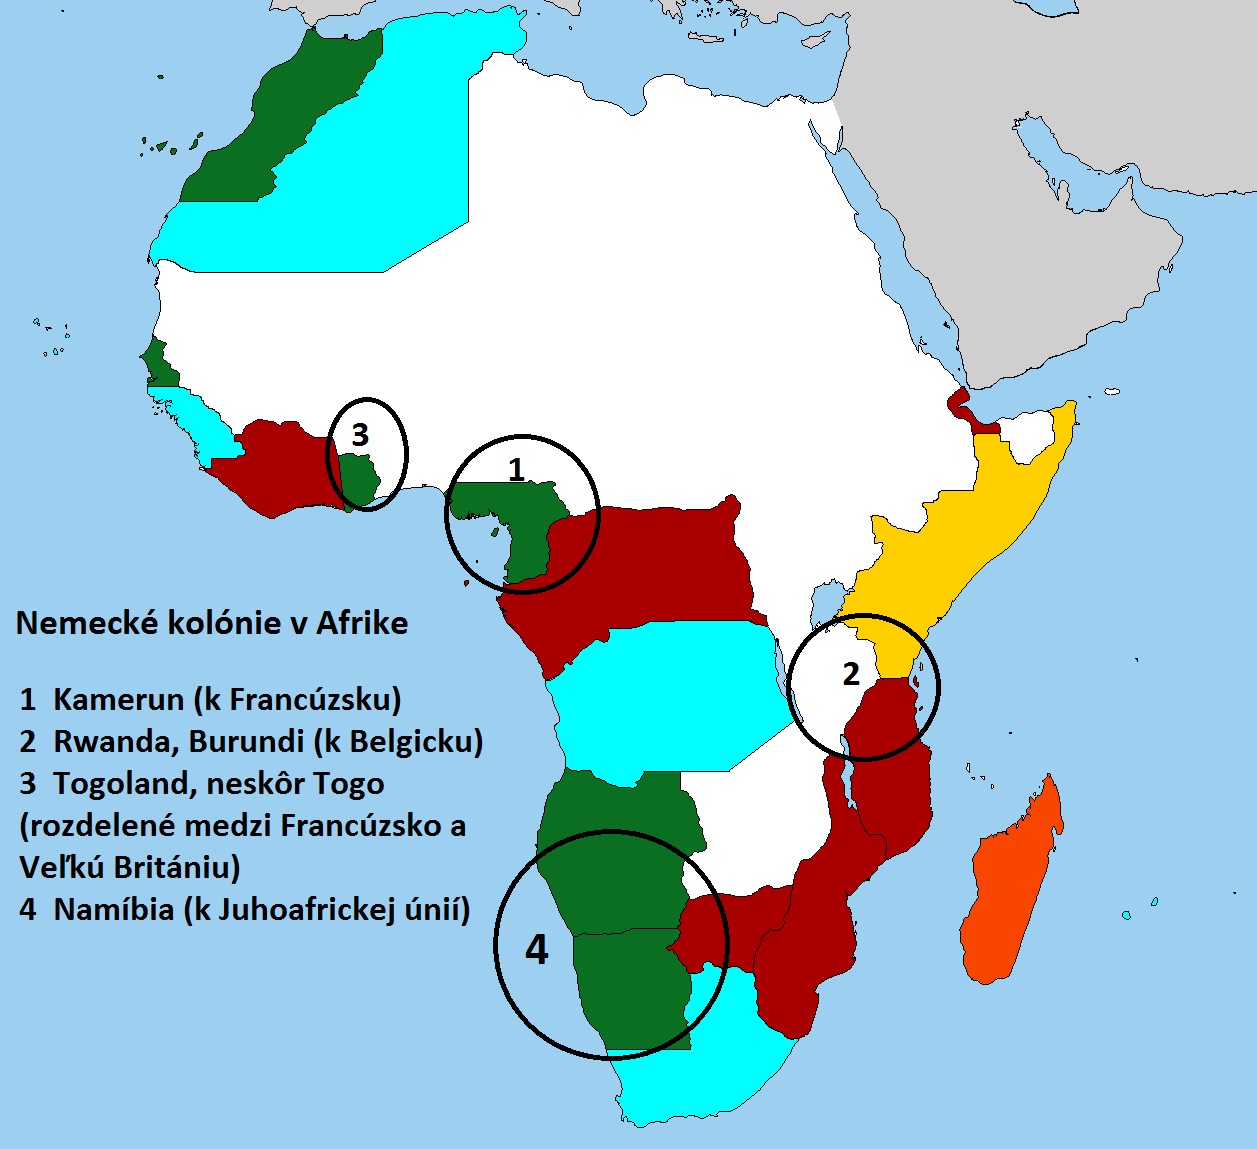 3
1
Nemecké kolónie v Afrike
2
1 Kamerun (k Francúzsku)
2 Rwanda, Burundi (k Belgicku)
3 Togoland, neskôr Togo
(rozdelené medzi Francúzsko a
Veľkú Britániu)
4 Namíbia (k Juhoafrickej únií)
4